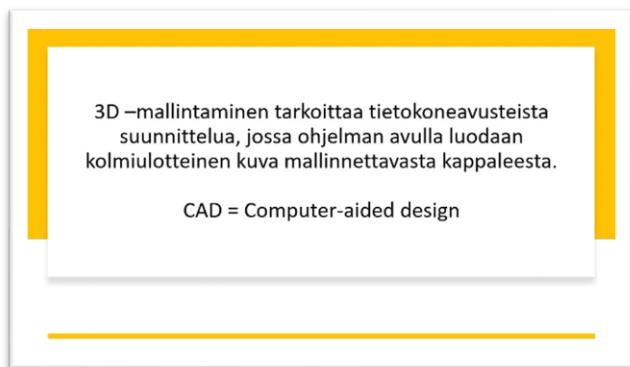 3D –mallintaminen tarkoittaa tietokoneavusteista
suunnittelua, jossa ohjelman avulla luodaan
kolmiulotteinen kuva mallinnettavasta kappaleesta.
CAD = Computer-aided design